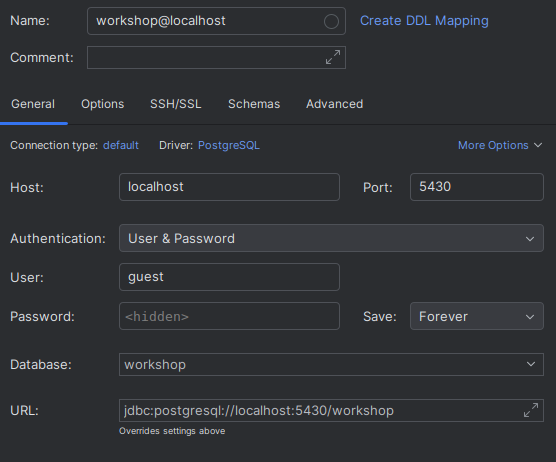 Name: workshop@localhost Create DDL Mapping
Comment:
General Options SSH/SSL Schemas Advanced
Connection type: default Driver: PostgreSQL More Options
Host: localhost Port: 5430
Authentication: User & Password
User: guest
Password: <hidden> Save: Forever
Database: workshop
URL: jdbc:postgresql://localhost:5430/workshop
Overrides settings above